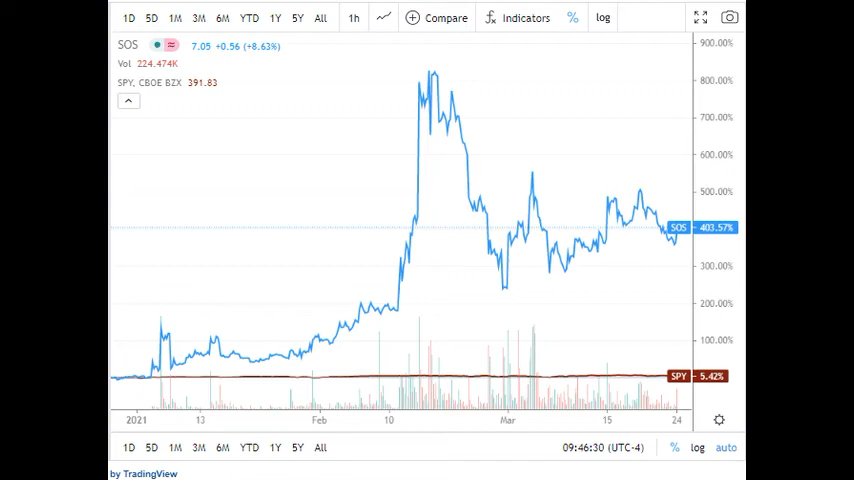 1D 5D 1M 3M 6M YTD 1Y 5Y All 1h Compare Indicators % log
SOS 7.05 +0.56 (+8.63%)
Vol 224.474K
SPY, CBOE BZX 391.83
900.00%
800.00%
700.00%
600.00%
500.00%
SOS 403.57%
300.00%
200.00%
100.00%
SPY 5.42%
2021 13 Feb 10 Mar 15 24
1D 5D 1M 3M 6M YTD 1Y 5Y All 09:46:30 (UTC-4) % log auto
by TradingView